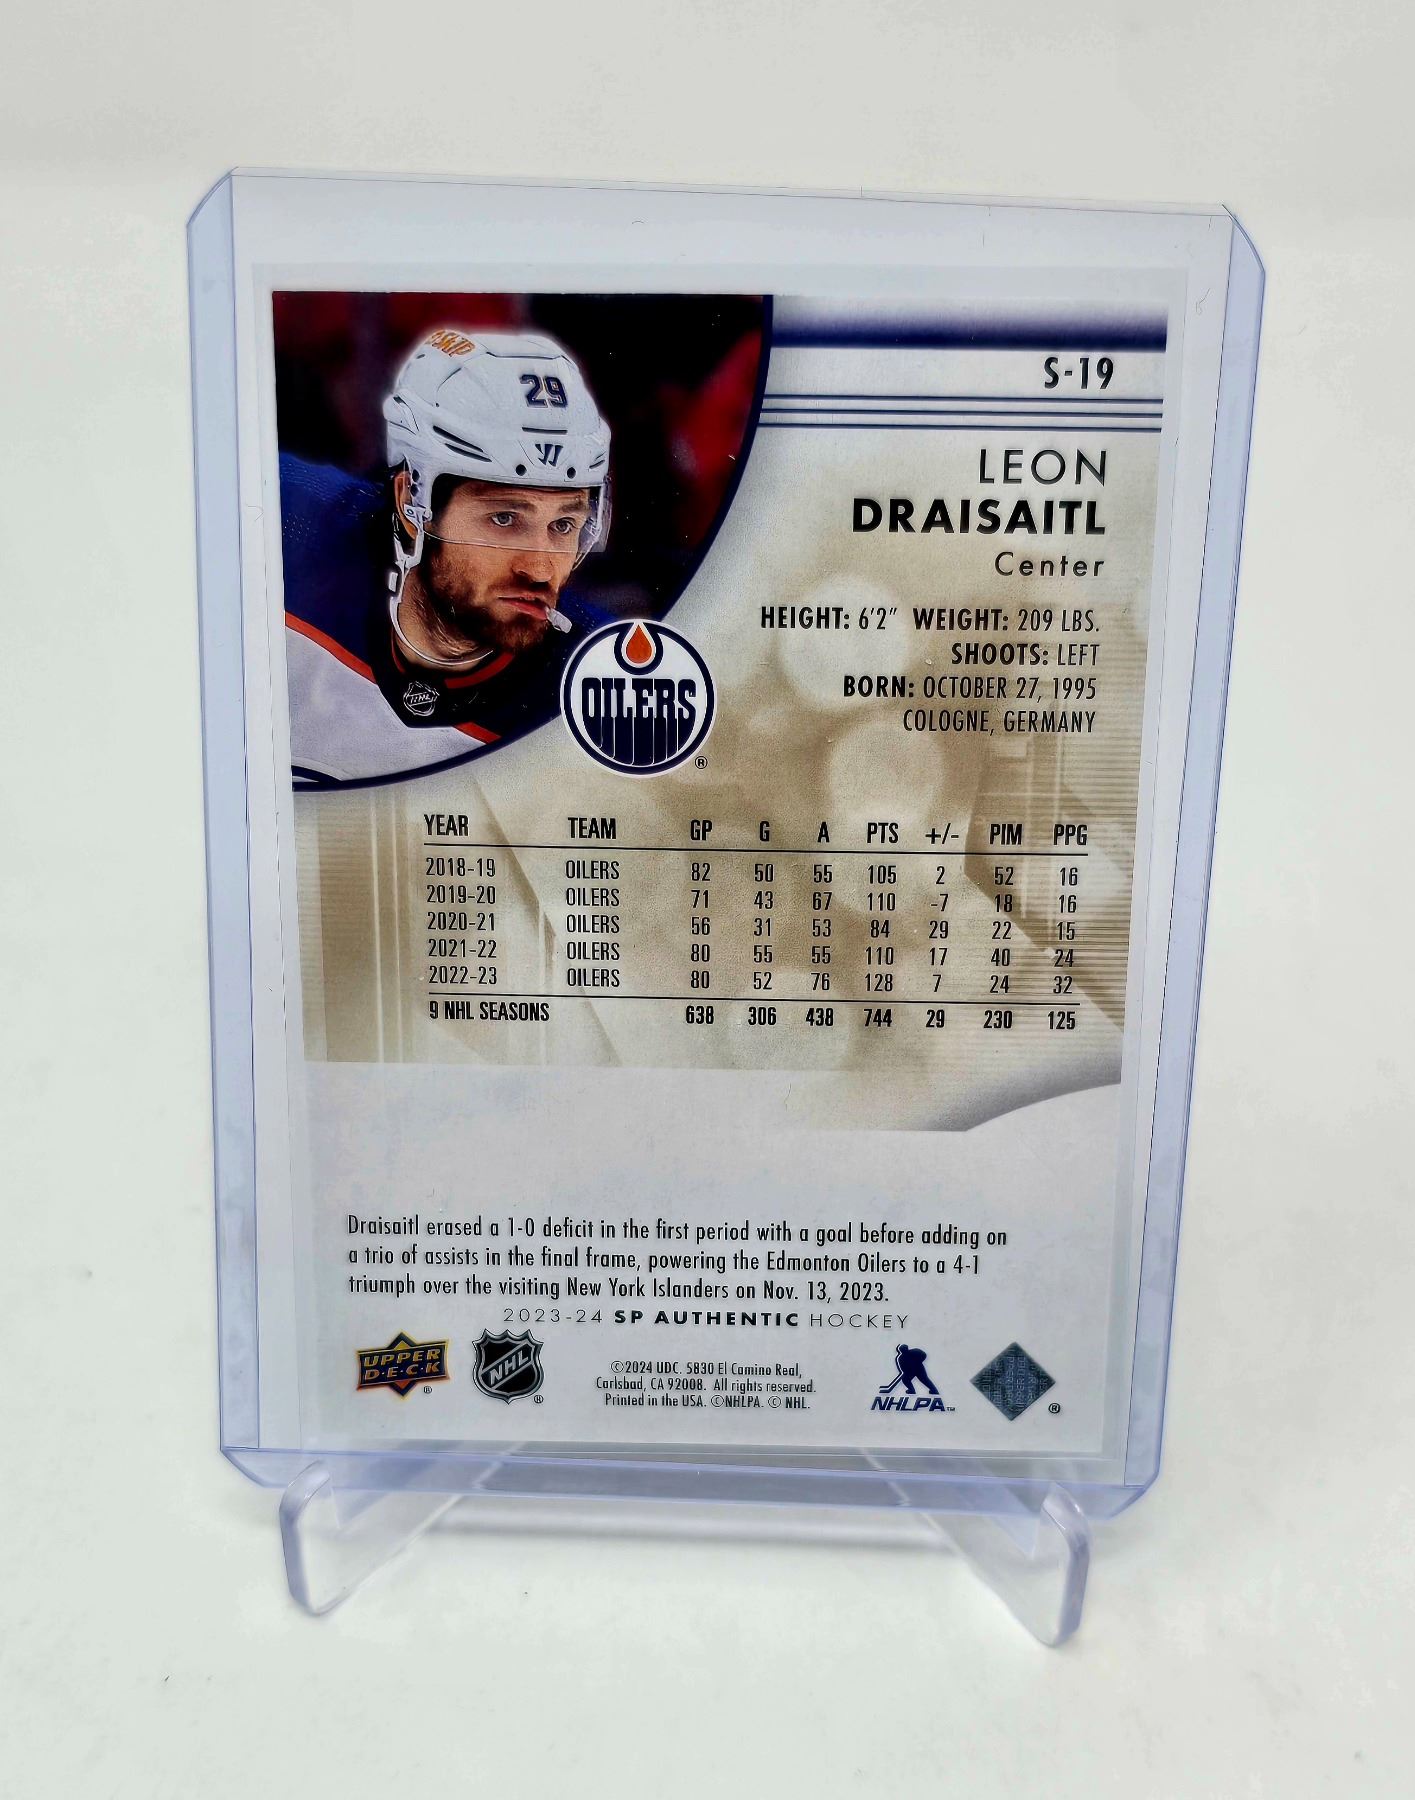 29
S-19
LEON
DRAISAITL
Center
HEIGHT: 6'2" WEIGHT: 209 LBS.
SHOOTS: LEFT
BORN: OCTOBER 27, 1995
COLOGNE, GERMANY
OILERS
®
YEAR TEAM GP G A PTS +/- PIM PPG
2018-19 OILERS 82 50 55 105 2 52 16
2019-20 OILERS 71 43 67 110 -7 18 16
2020-21 OILERS 56 31 53 84 29 22 15
2021-22 OILERS 80 55 55 110 17 40 24
2022-23 OILERS 80 52 76 128 7 24 32
9 NHL SEASONS 638 306 438 744 29 230 125
Draisaitl erased a 1-0 deficit in the first period with a goal before adding on
a trio of assists in the final frame, powering the Edmonton Oilers to a 4-1
triumph over the visiting New York Islanders on Nov. 13, 2023.
2023-24 SP AUTHENTIC HOCKEY
UPPER
D·E·C·K
®
NHL
®
©2024 UDC. 5830 El Camino Real,
Carlsbad, CA 92008. All rights reserved.
Printed in the USA. ©NHLPA. © NHL.
NHLPA™
®